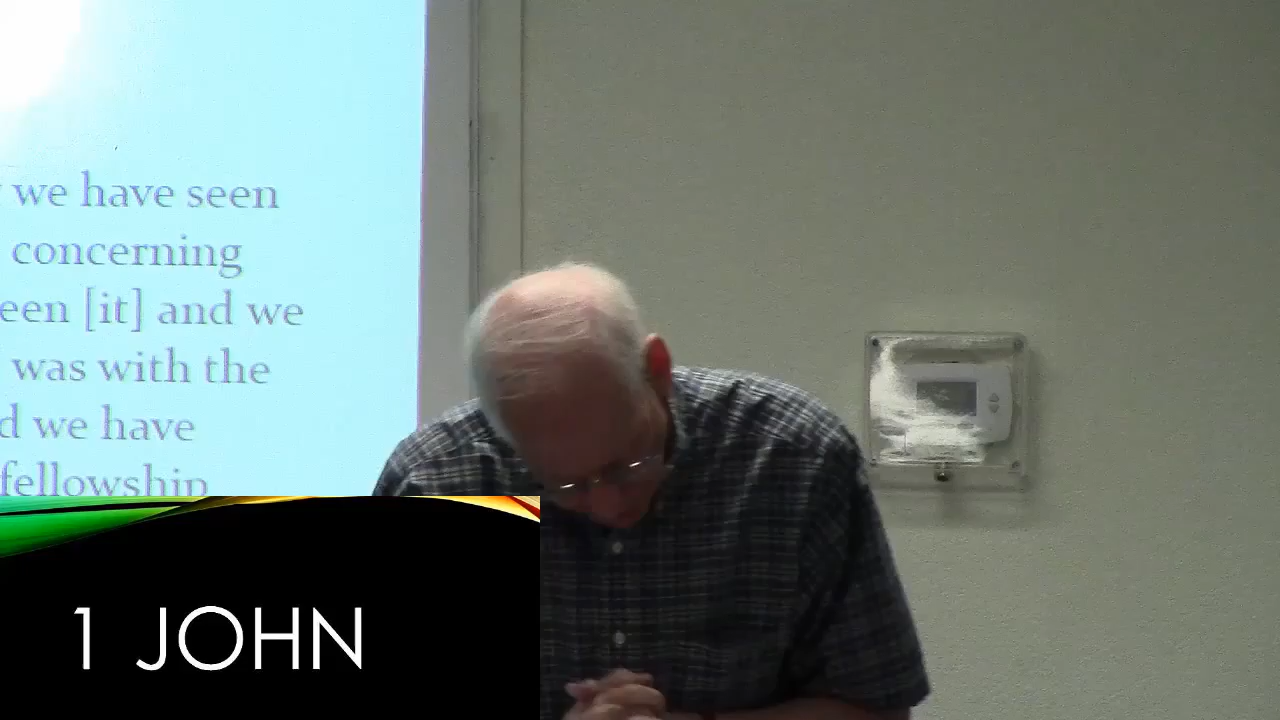 we have seen
concerning
een [it] and we
was with the
d we have
fellowship
1 JOHN